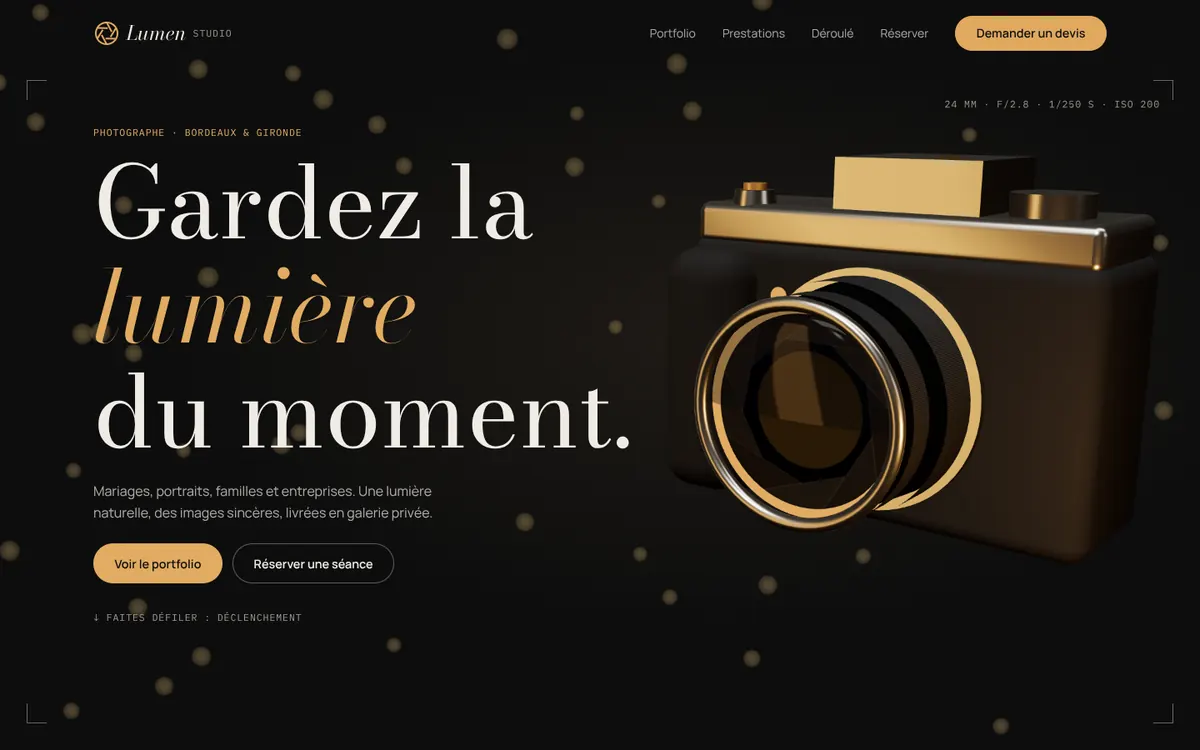 Lumen STUDIO
Portfolio Prestations Déroulé Réserver Demander un devis
24 MM · F/2.8 · 1/250 S · ISO 200
PHOTOGRAPHE · BORDEAUX & GIRONDE
Gardez la
lumière
du moment.
Mariages, portraits, familles et entreprises. Une lumière
naturelle, des images sincères, livrées en galerie privée.
Voir le portfolio Réserver une séance
↓ FAITES DÉFILER : DÉCLENCHEMENT